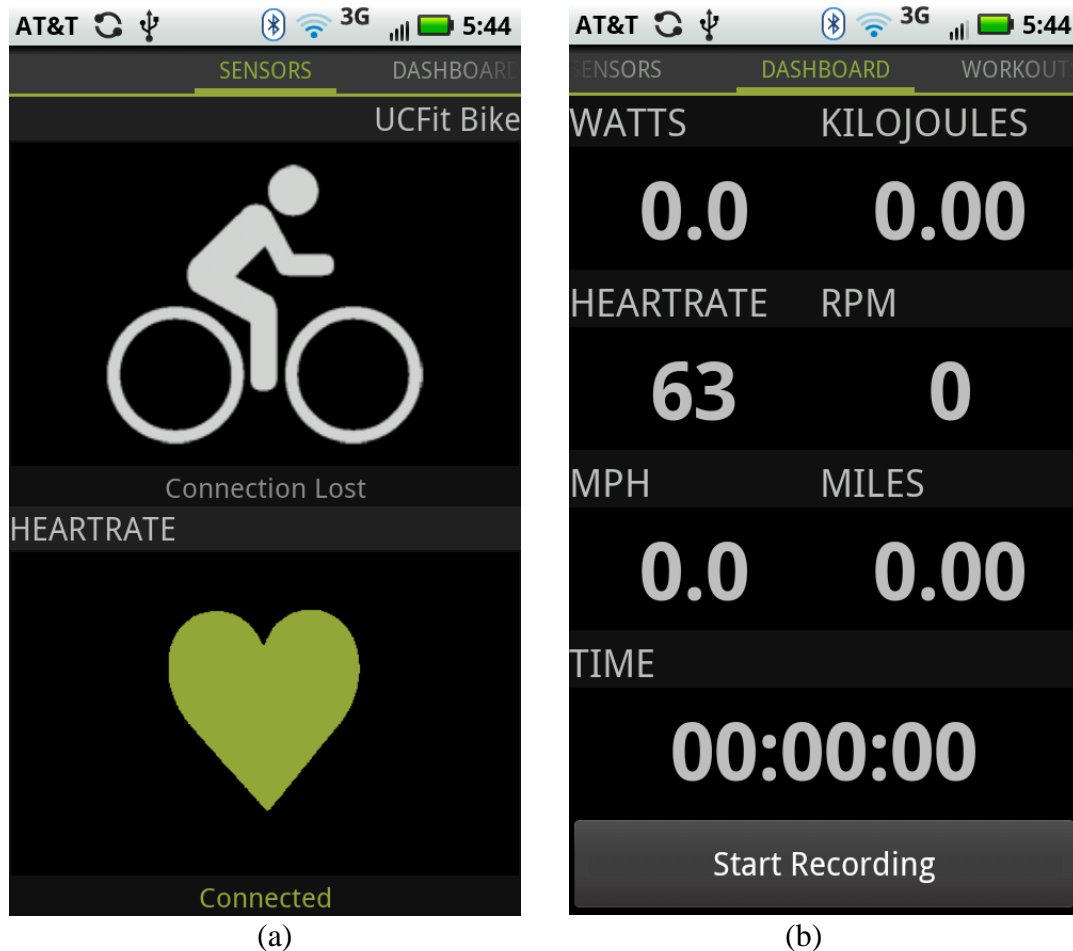 AT&T 3G 5:44
SENSORS DASHBOARD
UCFit Bike
Connection Lost
HEARTRATE
Connected
(a)
AT&T 3G 5:44
SENSORS DASHBOARD WORKOUTS
WATTS KILOJOULES
0.0 0.00
HEARTRATE RPM
63 0
MPH MILES
0.0 0.00
TIME
00:00:00
Start Recording
(b)